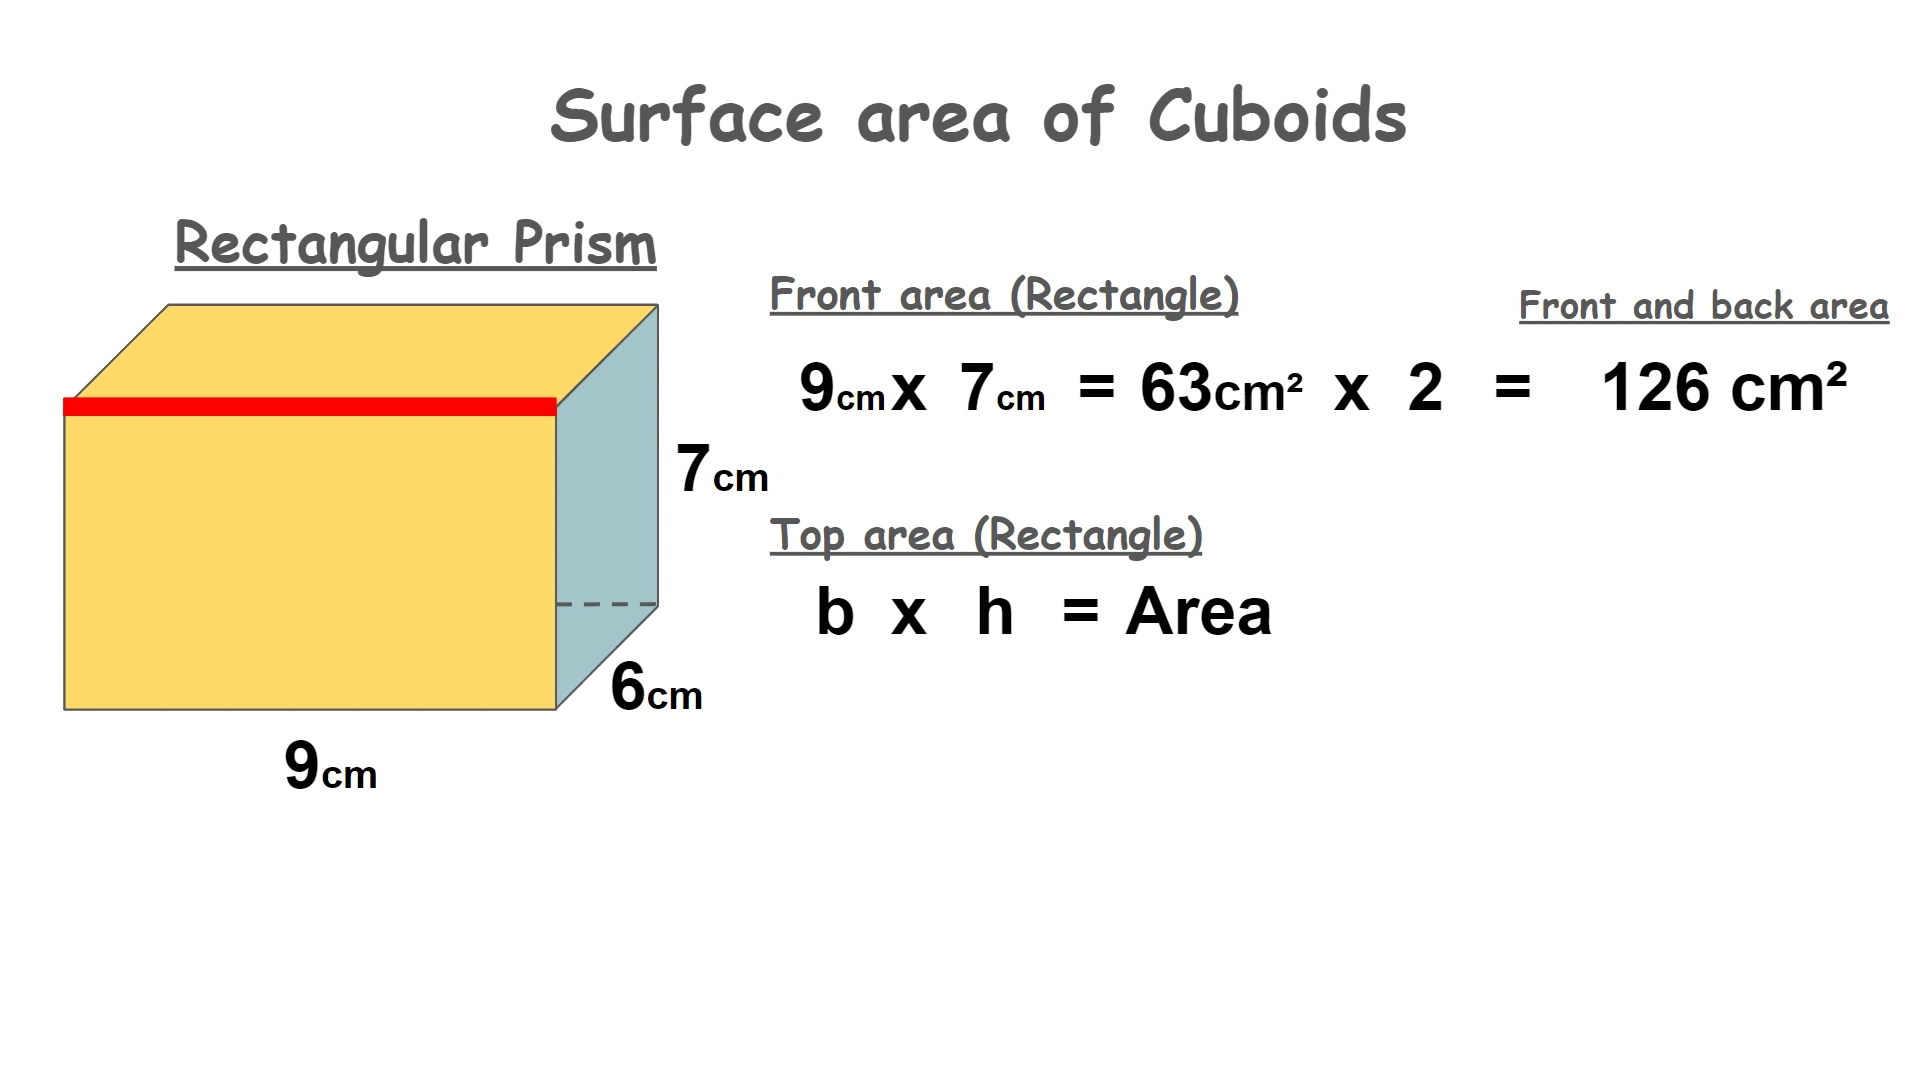 Surface area of Cuboids
Rectangular Prism
Front area (Rectangle)
Front and back area
9cm x 7cm = 63cm² x 2 = 126 cm²
7cm
Top area (Rectangle)
b x h = Area
6cm
9cm